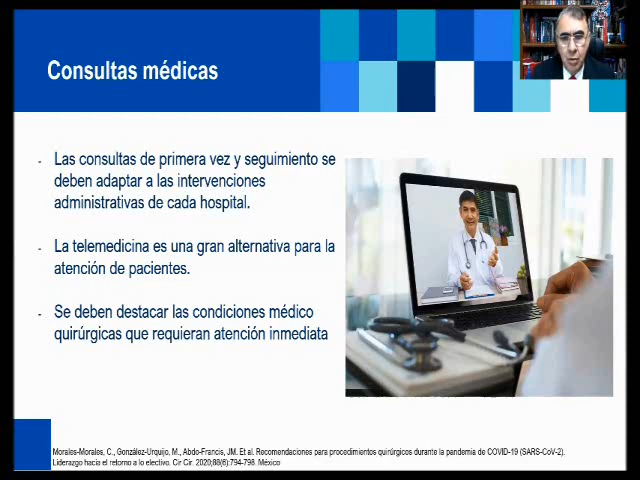 Consultas médicas
- Las consultas de primera vez y seguimiento se
deben adaptar a las intervenciones
administrativas de cada hospital.
- La telemedicina es una gran alternativa para la
atención de pacientes.
- Se deben destacar las condiciones médico
quirúrgicas que requieran atención inmediata
Morales-Morales, C., González-Urquijo, M., Abdo-Francis, JM. Et al. Recomendaciones para procedimientos quirúrgicos durante la pandemia de COVID-19 (SARS-CoV-2).
Liderazgo hacia el retorno a lo electivo. Cir Cir. 2020;88(6):794-798. México